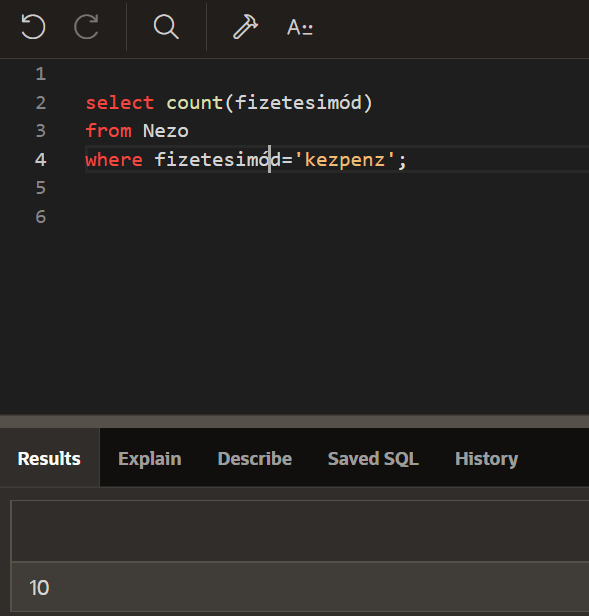 A
1
2 select count(fizetesimód)
3 from Nezo
4 where fizetesimód='kezpenz';
5
6
Results Explain Describe Saved SQL History
10